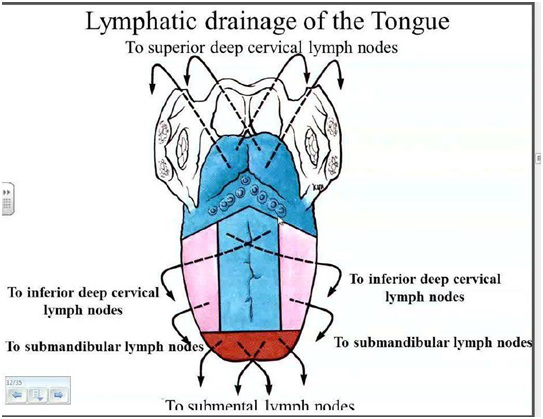 Lymphatic drainage of the Tongue
To superior deep cervical lymph nodes
To inferior deep cervical
lymph nodes
To inferior deep cervical
lymph nodes
To submandibular lymph nodes
To submandibular lymph nodes
To submental lymph nodes
12/35